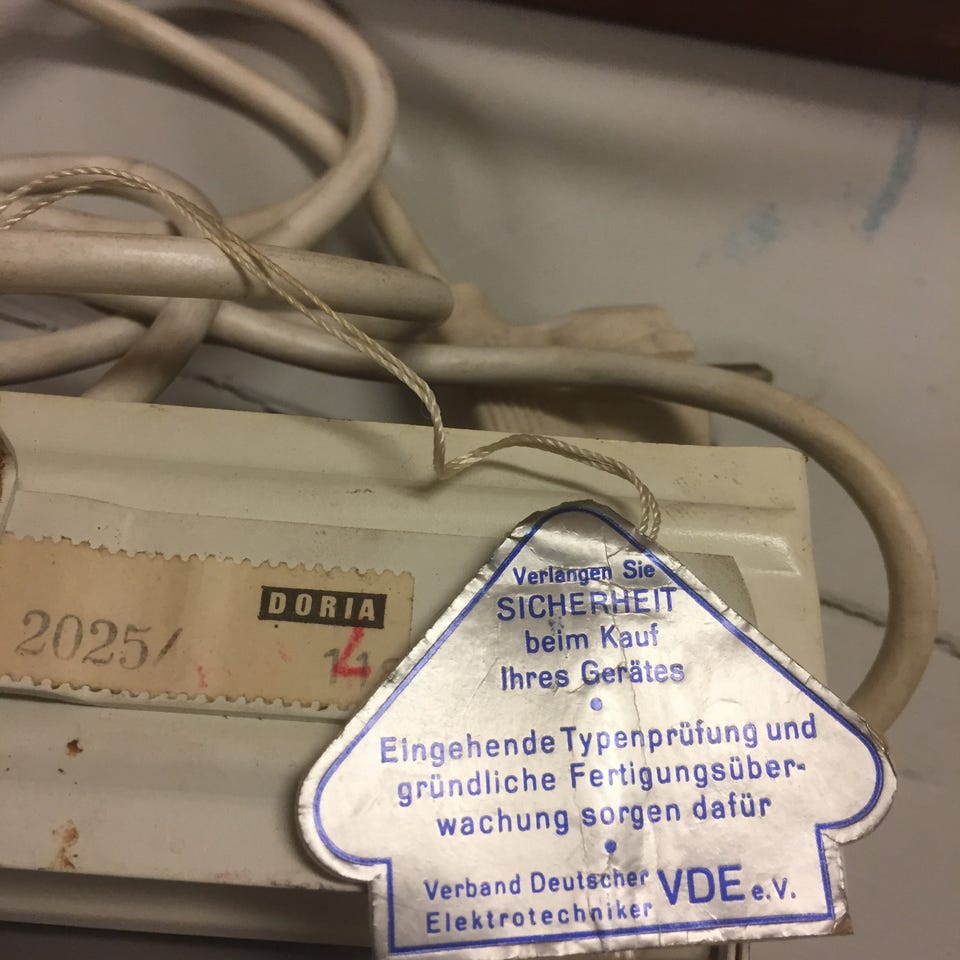 DORIA
2025/
Verlangen Sie
SICHERHEIT
beim Kauf
Ihres Gerätes
Eingehende Typenprüfung und
gründliche Fertigungsüber-
wachung sorgen dafür
Verband Deutscher
Elektrotechniker VDE e.V.